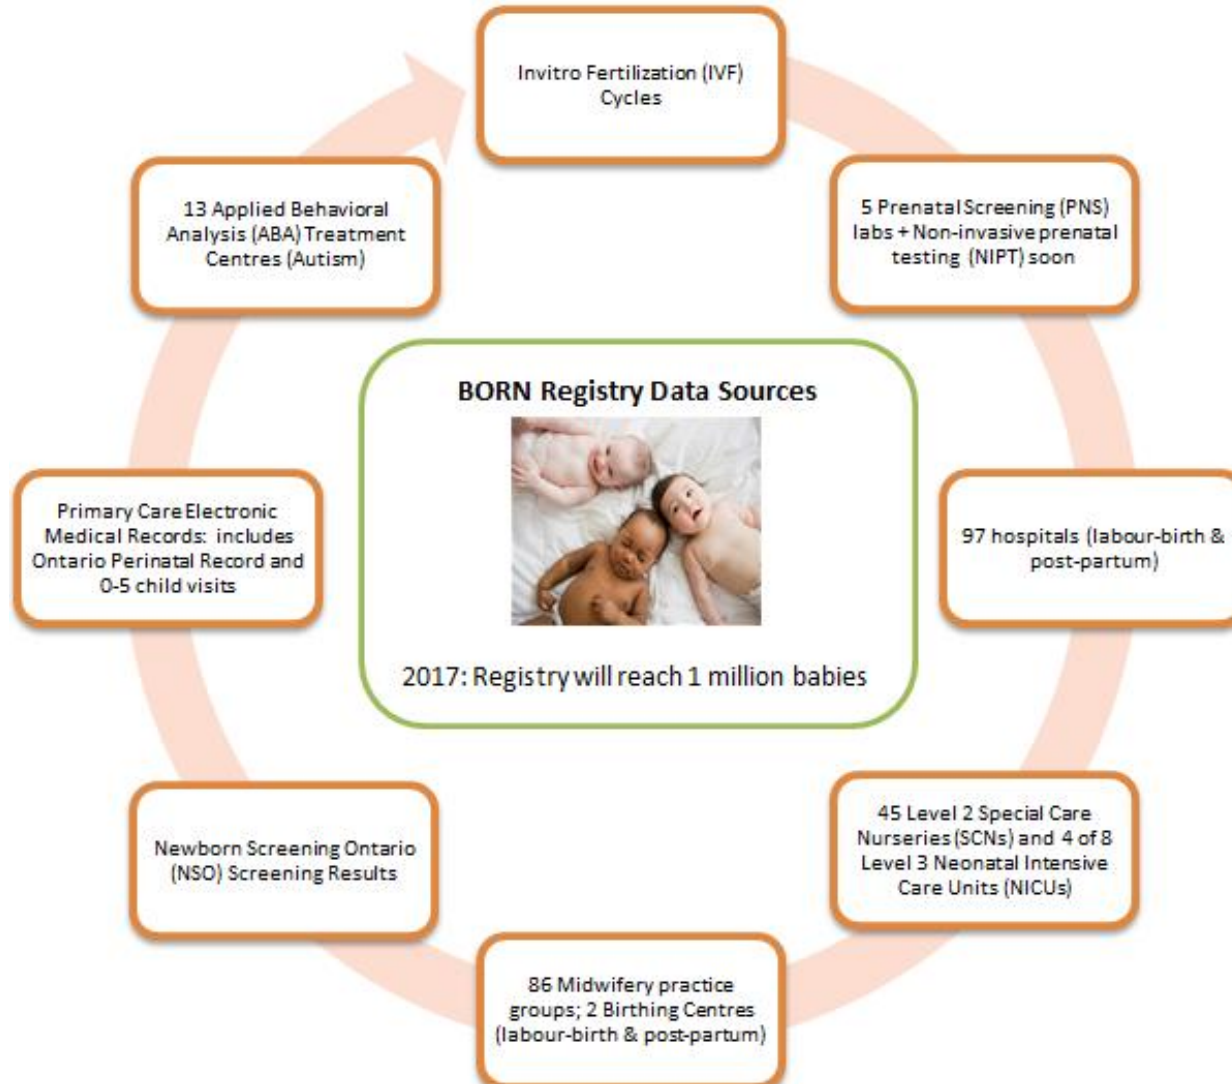 Invitro Fertilization (IVF)
Cycles
5 Prenatal Screening (PNS)
labs + Non-invasive prenatal
testing (NIPT) soon
97 hospitals (labour-birth &
post-partum)
45 Level 2 Special Care
Nurseries (SCNs) and 4 of 8
Level 3 Neonatal Intensive
Care Units (NICUs)
86 Midwifery practice
groups; 2 Birthing Centres
(labour-birth & post-partum)
Newborn Screening Ontario
(NSO) Screening Results
Primary Care Electronic
Medical Records: includes
Ontario Perinatal Record and
0-5 child visits
13 Applied Behavioral
Analysis (ABA) Treatment
Centres (Autism)
BORN Registry Data Sources
2017: Registry will reach 1 million babies